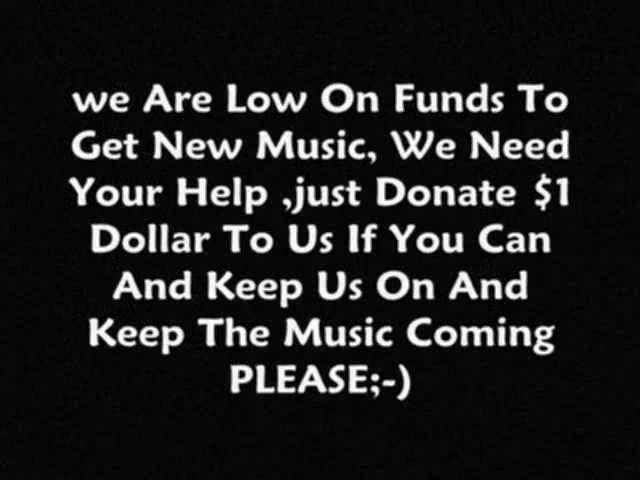 we Are Low On Funds To
Get New Music, We Need
Your Help ,just Donate $1
Dollar To Us If You Can
And Keep Us On And
Keep The Music Coming
PLEASE;-)